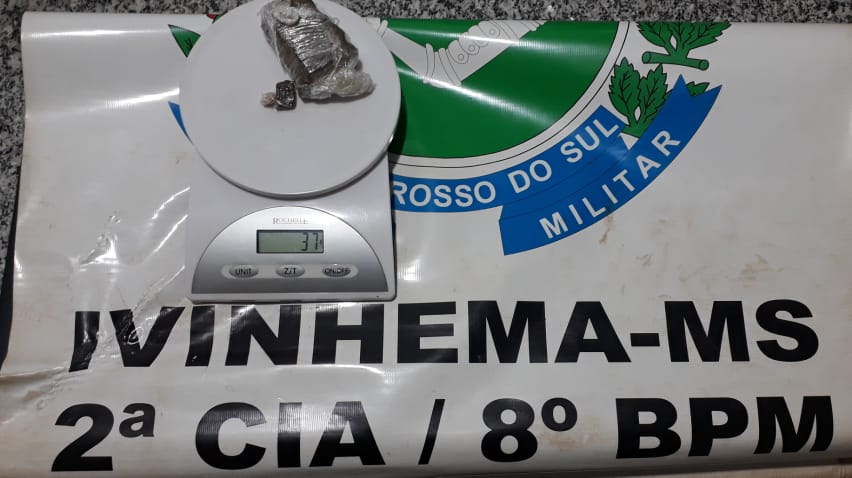 ROSSO DO SUL
MILITAR
ROCHELLE
37
UNIT
Z/T
ON/OFF
IVINHEMA-MS
2ª CIA / 8º BPM